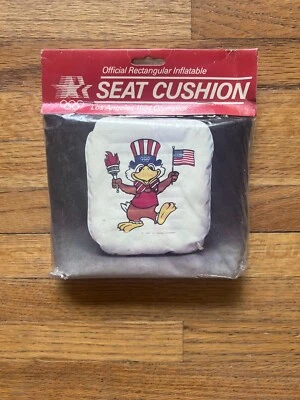 Official Rectangular Inflatable
SEAT CUSHION
Los Angeles 1984 Olympics